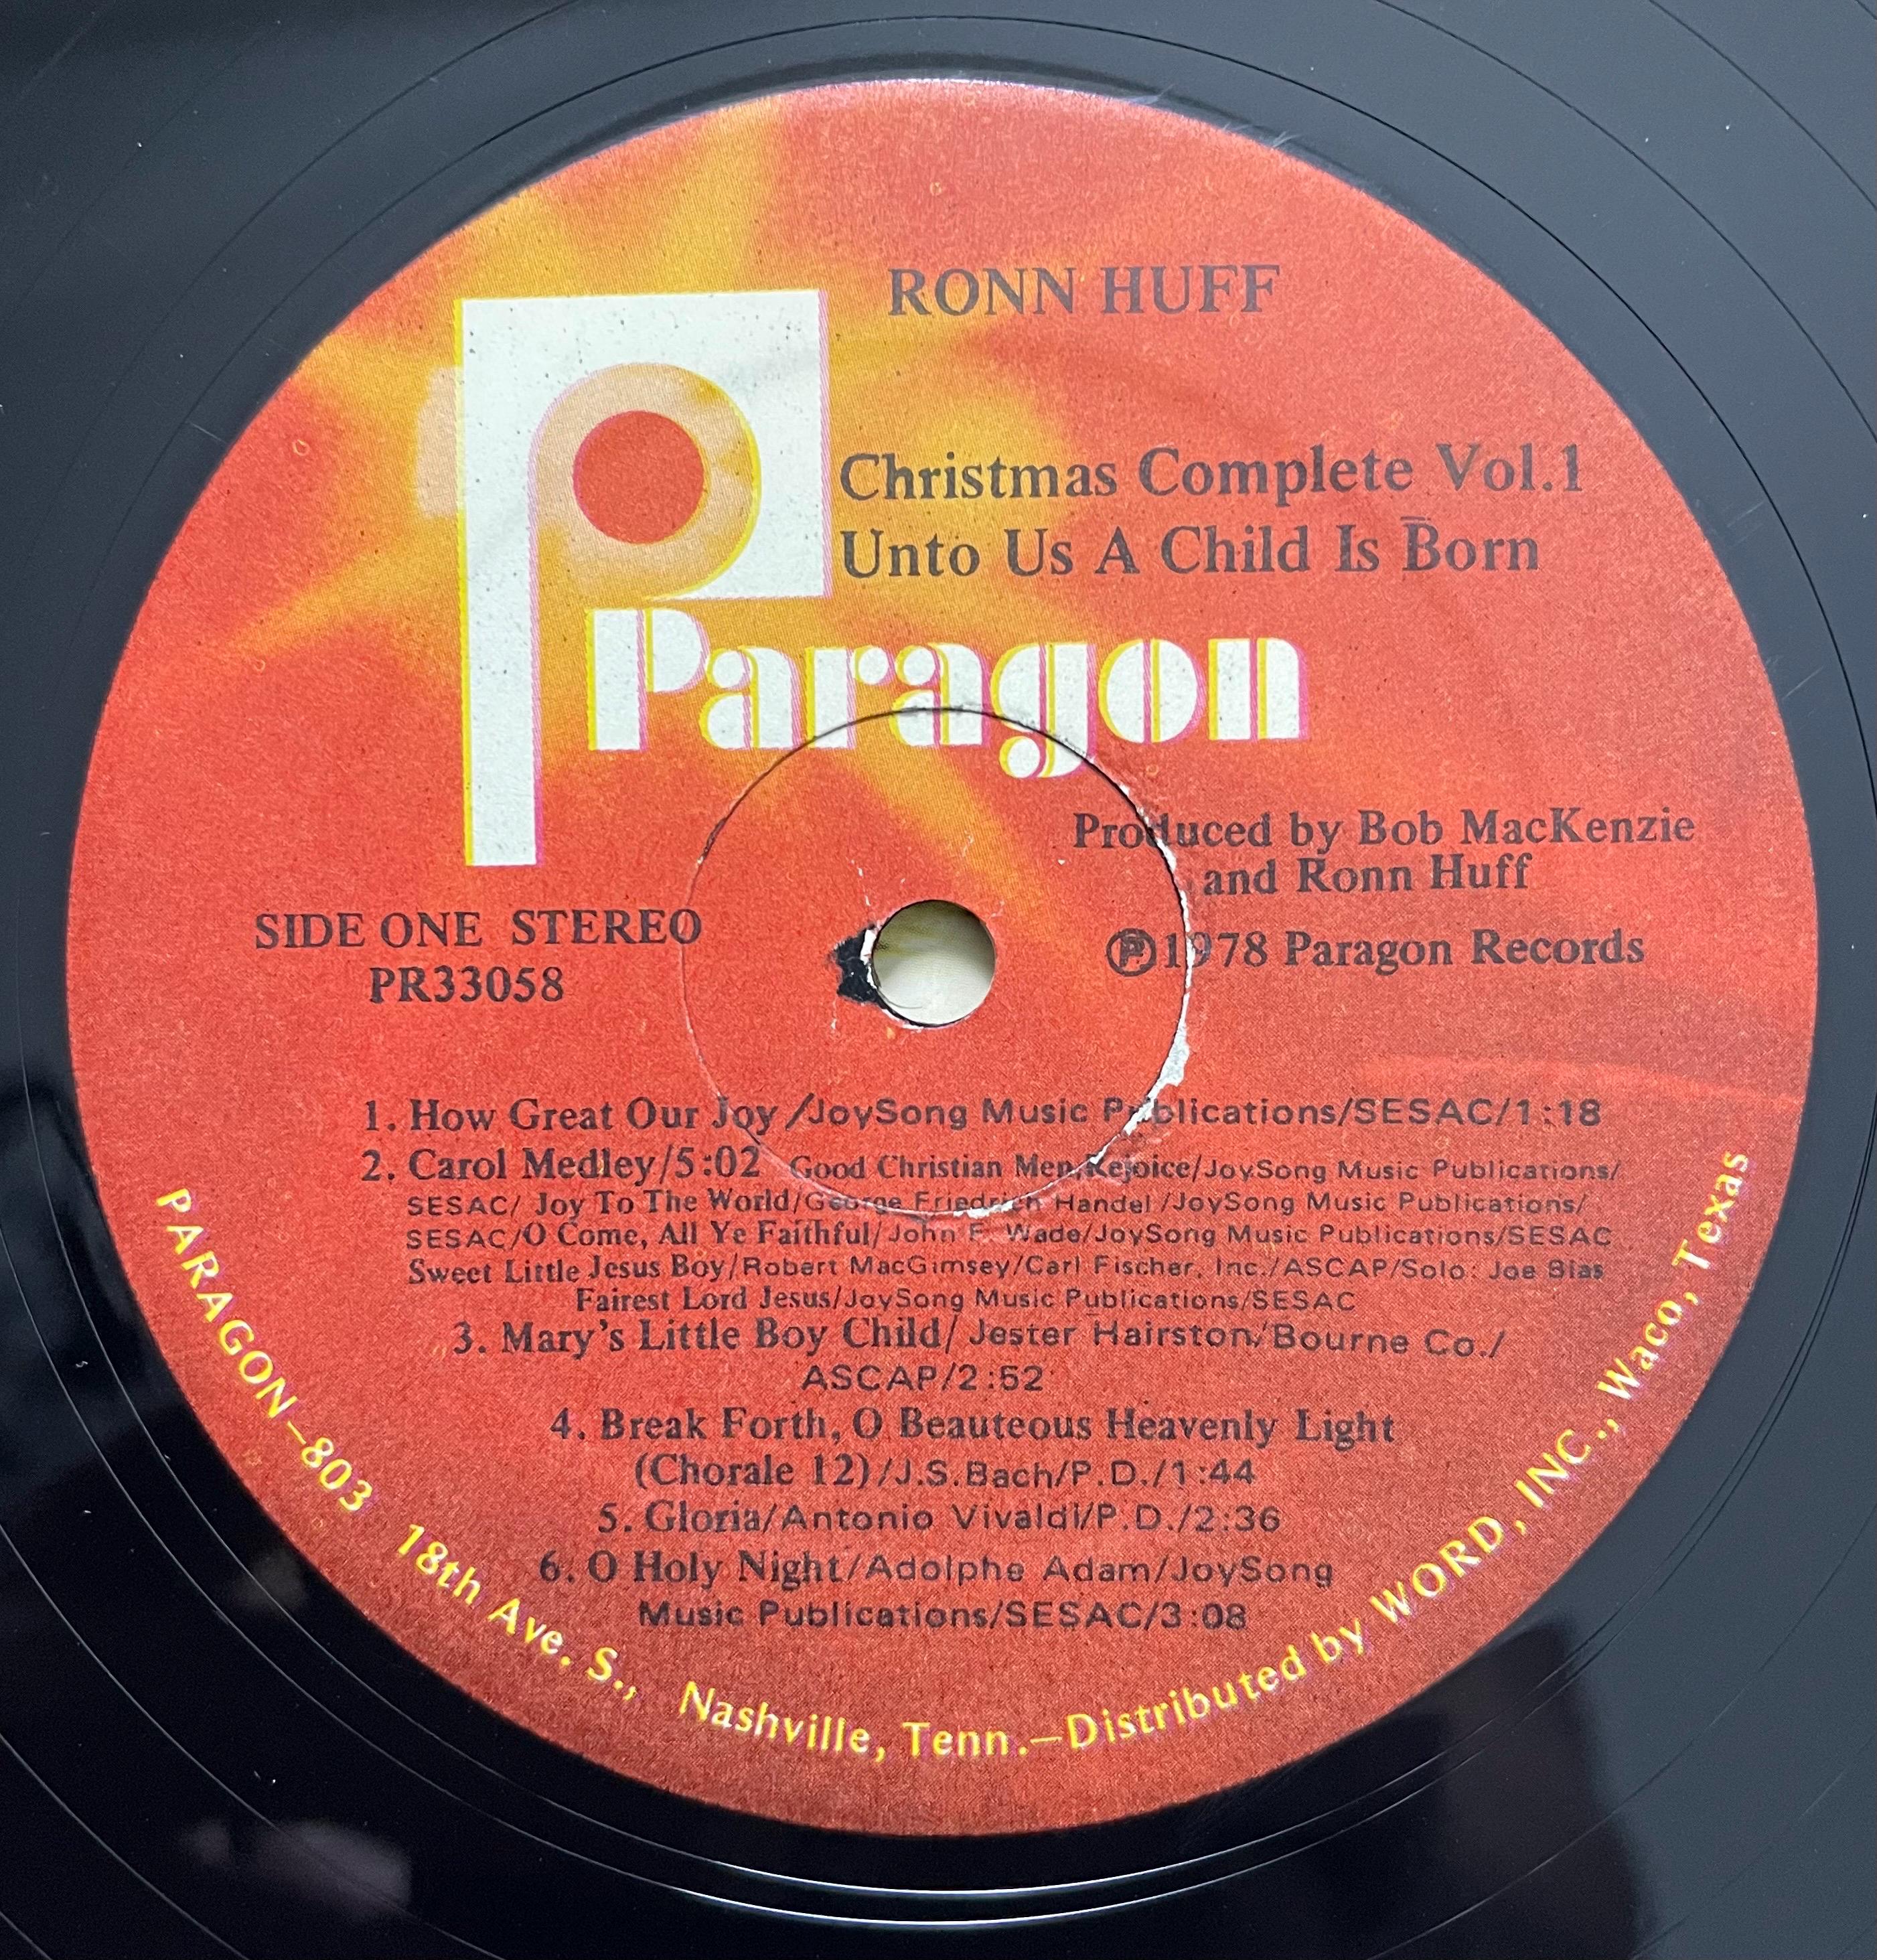 RONN HUFF
Christmas Complete Vol.1
Unto Us A Child Is Born
Paragon
Produced by Bob MacKenzie
and Ronn Huff
SIDE ONE STEREO
PR33058
Ⓟ1978 Paragon Records
1. How Great Our Joy/JoySong Music Publications/SESAC/1:18
2. Carol Medley/5:02 Good Christian Men, Rejoice/JoySong Music Publications/
SESAC/ Joy To The World/George Friedrich Handel/JoySong Music Publications/
SESAC/O Come, All Ye Faithful/John F. Wade/JoySong Music Publications/SESAC
Sweet Little Jesus Boy/Robert MacGimsey/Carl Fischer, Inc./ASCAP/Solo: Joe Bias
Fairest Lord Jesus/JoySong Music Publications/SESAC
3. Mary's Little Boy Child/Jester Hairston/Bourne Co./
ASCAP/2:52
4. Break Forth, O Beauteous Heavenly Light
(Chorale 12)/J.S.Bach/P.D./1:44
5. Gloria/Antonio Vivaldi/P.D./2:36
6. O Holy Night/Adolphe Adam/JoySong
Music Publications/SESAC/3:08
PARAGON—803 18th Ave. S., Nashville, Tenn.—Distributed by WORD, INC., Waco, Texas